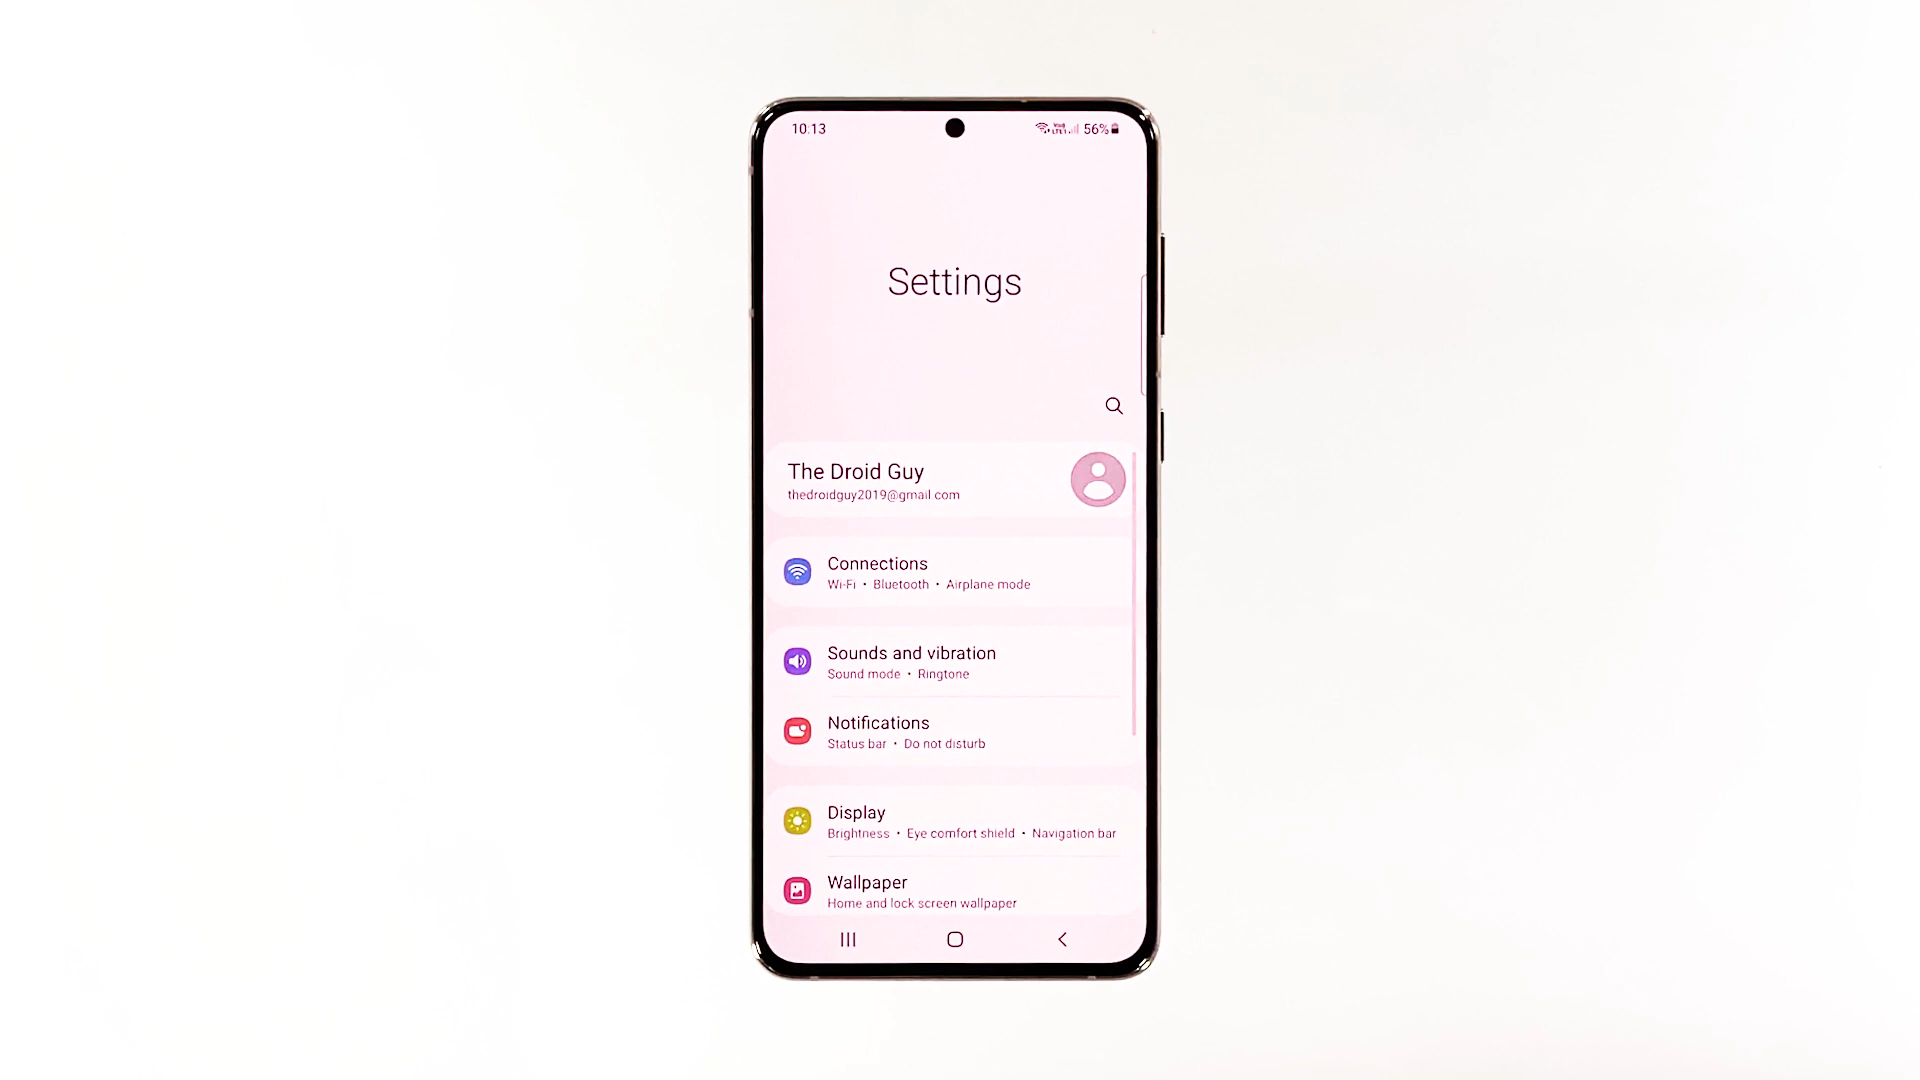 10:13
56%
Settings
The Droid Guy
thedroidguy2019@gmail.com
Connections
Wi-Fi • Bluetooth • Airplane mode
Sounds and vibration
Sound mode • Ringtone
Notifications
Status bar • Do not disturb
Display
Brightness • Eye comfort shield • Navigation bar
Wallpaper
Home and lock screen wallpaper